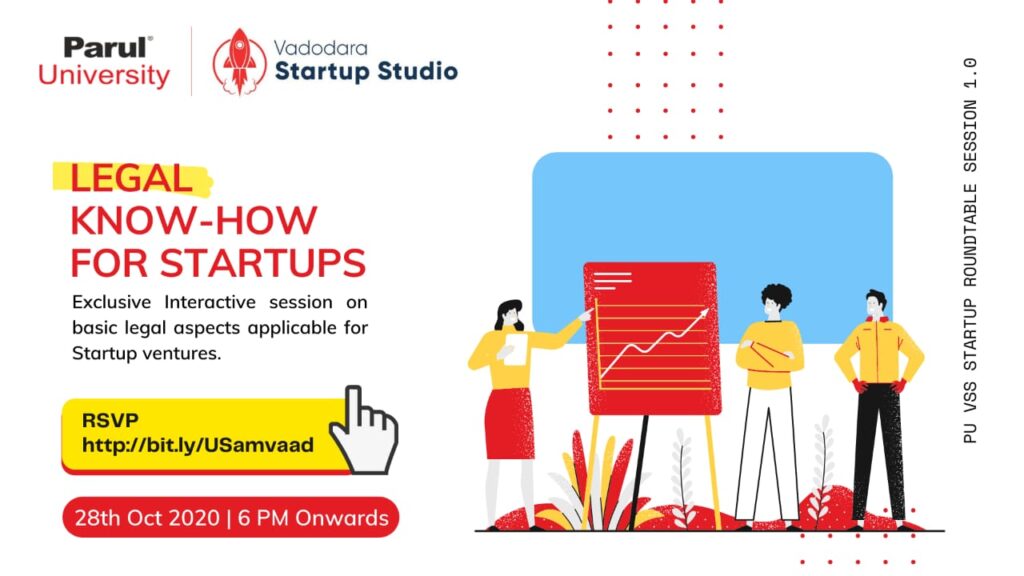 Parul®
University
Vadodara
Startup Studio
LEGAL
KNOW-HOW
FOR STARTUPS
Exclusive Interactive session on
basic legal aspects applicable for
Startup ventures.
RSVP
http://bit.ly/USamvaad
28th Oct 2020 | 6 PM Onwards
PU VSS STARTUP ROUNDTABLE SESSION 1.0